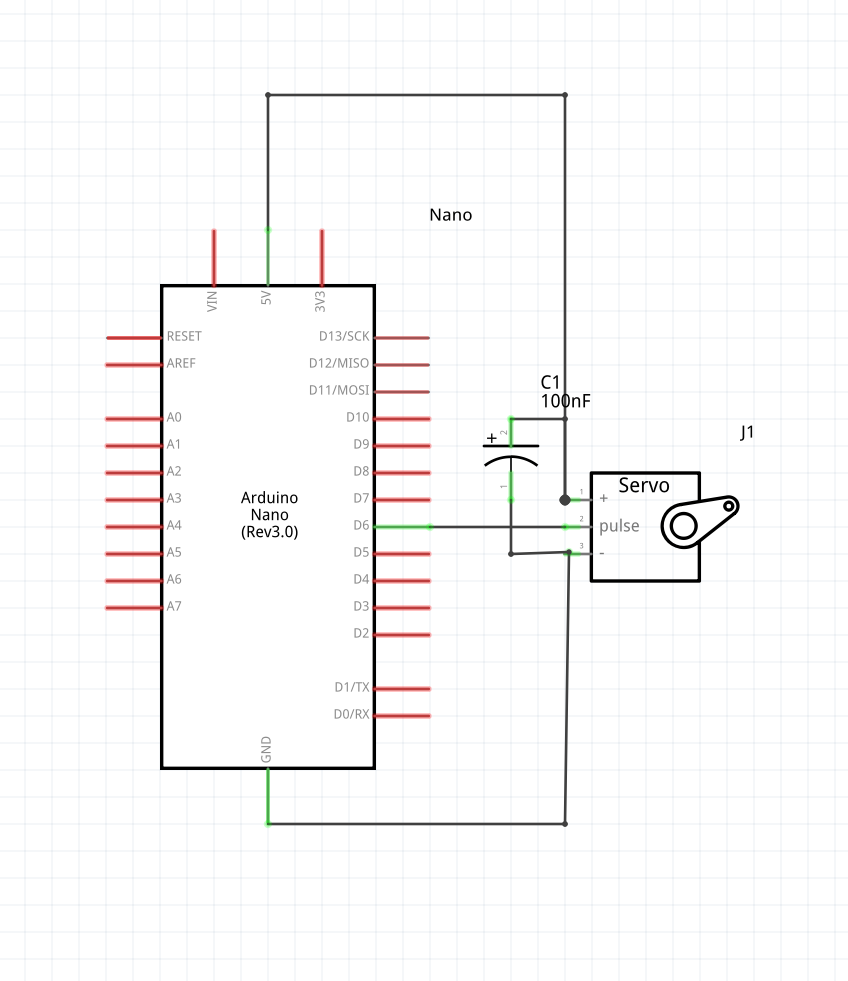 Nano
VIN
5V
3V3
RESET
AREF
A0
A1
A2
A3
A4
A5
A6
A7
D13/SCK
D12/MISO
D11/MOSI
D10
D9
D8
D7
D6
D5
D4
D3
D2
D1/TX
D0/RX
GND
Arduino
Nano
(Rev3.0)
C1
100nF
+
2
1
J1
Servo
1
+
2
pulse
3
-